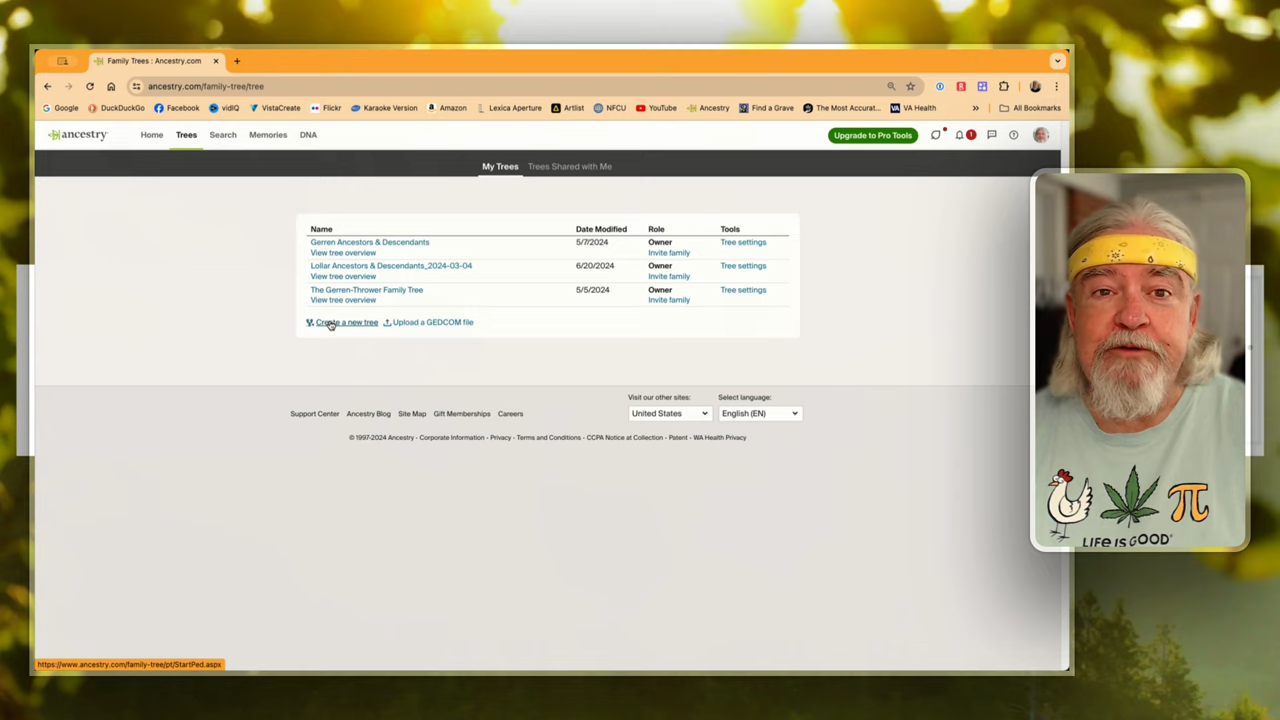 Family Trees : Ancestry.com
ancestry.com/family-tree/tree
Google DuckDuckGo Facebook vidIQ VistaCreate Flickr Karaoke Version Amazon Lexica Aperture Artlist NFCU YouTube Ancestry Find a Grave The Most Accurat... VA Health » All Bookmarks
ancestry Home Trees Search Memories DNA Upgrade to Pro Tools 1
My Trees Trees Shared with Me
Name Date Modified Role Tools
Gerren Ancestors & Descendants 5/7/2024 Owner Tree settings
View tree overview Invite family
Lollar Ancestors & Descendants_2024-03-04 6/20/2024 Owner Tree settings
View tree overview Invite family
The Gerren-Thrower Family Tree 5/5/2024 Owner Tree settings
View tree overview Invite family
Create a new tree Upload a GEDCOM file
Visit our other sites: Select language:
Support Center Ancestry Blog Site Map Gift Memberships Careers United States English (EN)
© 1997-2024 Ancestry - Corporate Information - Privacy - Terms and Conditions - CCPA Notice at Collection - Patent - WA Health Privacy
https://www.ancestry.com/family-tree/pt/StartPed.aspx
π
LIFE IS GOOD